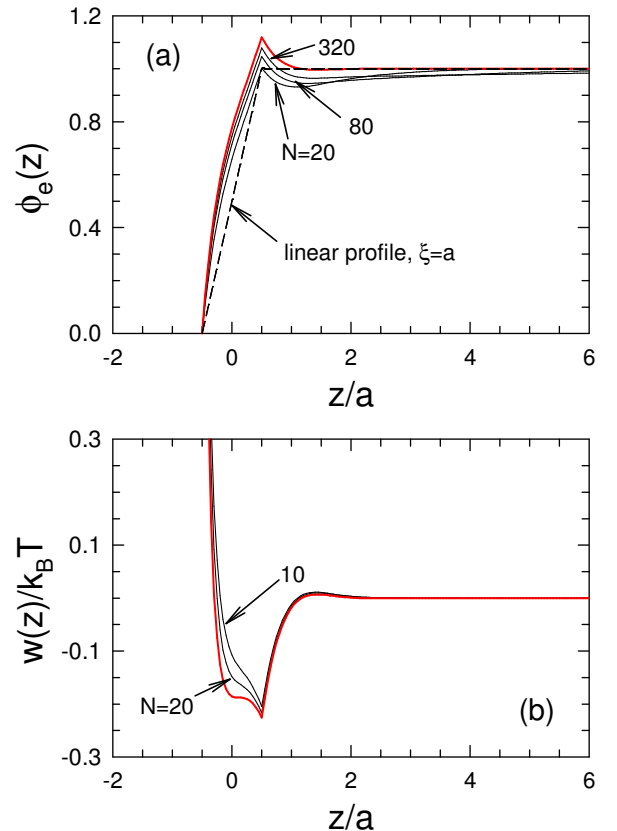 1.2
(a)
320
0.8
80
N=20
ϕe(z)
0.4
linear profile, ξ=a
0.0
-2 0 2 4 6
z/a
0.3
0.1
10
w(z)/kBT
-0.1
N=20
(b)
-0.3
-2 0 2 4 6
z/a